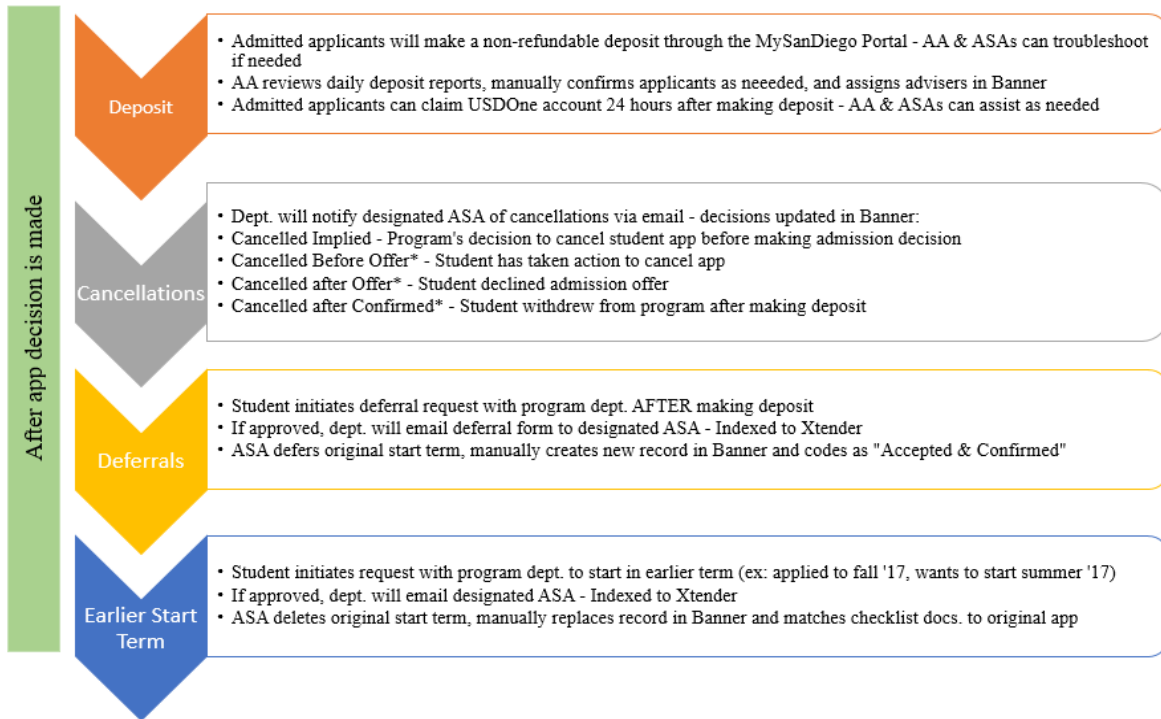 After app decision is made
Deposit
• Admitted applicants will make a non-refundable deposit through the MySanDiego Portal - AA & ASAs can troubleshoot
if needed
• AA reviews daily deposit reports, manually confirms applicants as neeeded, and assigns advisers in Banner
• Admitted applicants can claim USDOne account 24 hours after making deposit - AA & ASAs can assist as needed
Cancellations
• Dept. will notify designated ASA of cancellations via email - decisions updated in Banner:
• Cancelled Implied - Program's decision to cancel student app before making admission decision
• Cancelled Before Offer* - Student has taken action to cancel app
• Cancelled after Offer* - Student declined admission offer
• Cancelled after Confirmed* - Student withdrew from program after making deposit
Deferrals
• Student initiates deferral request with program dept. AFTER making deposit
• If approved, dept. will email deferral form to designated ASA - Indexed to Xtender
• ASA defers original start term, manually creates new record in Banner and codes as "Accepted & Confirmed"
Earlier Start
Term
• Student initiates request with program dept. to start in earlier term (ex: applied to fall '17, wants to start summer '17)
• If approved, dept. will email designated ASA - Indexed to Xtender
• ASA deletes original start term, manually replaces record in Banner and matches checklist docs. to original app